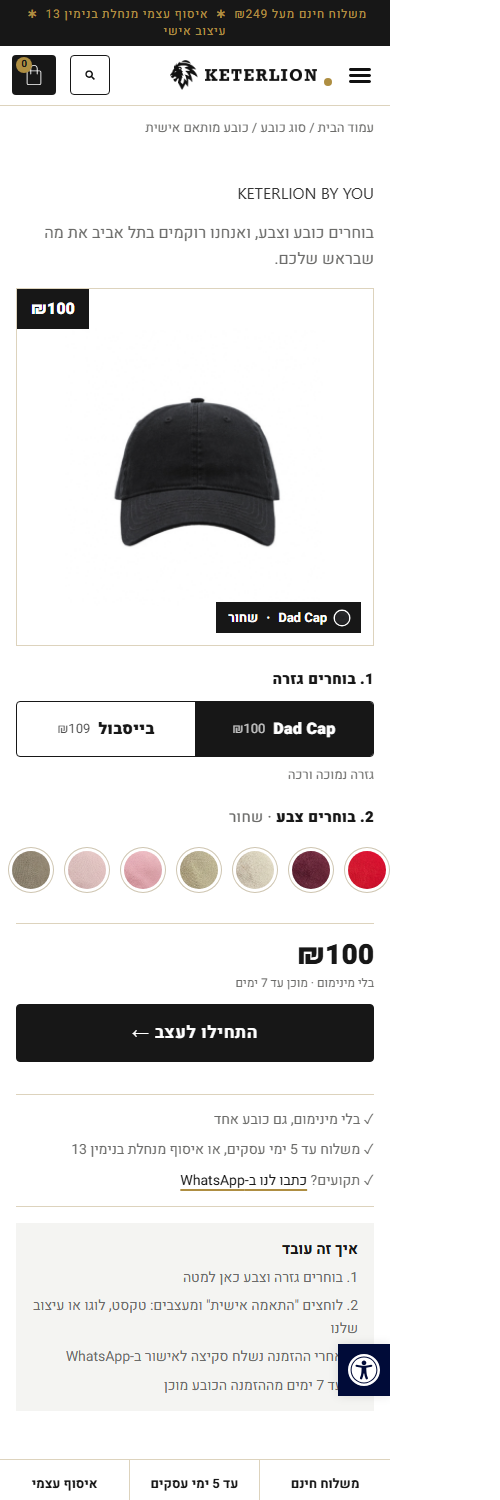 משלוח חינם מעל ₪249 ✱ איסוף עצמי מנחלת בנימין 13 ✱
עיצוב אישי
KETERLION
0
עמוד הבית / סוג כובע / כובע מותאם אישית
KETERLION BY YOU
בוחרים כובע וצבע, ואנחנו רוקמים בתל אביב את מה
שבראש שלכם.
₪100
Dad Cap · שחור
1. בוחרים גזרה
Dad Cap ₪100
בייסבול ₪109
גזרה נמוכה ורכה
2. בוחרים צבע · שחור
₪100
בלי מינימום · מוכן עד 7 ימים
התחילו לעצב ←
✓ בלי מינימום, גם כובע אחד
✓ משלוח עד 5 ימי עסקים, או איסוף מנחלת בנימין 13
✓ תקועים? כתבו לנו ב-WhatsApp
איך זה עובד
1. בוחרים גזרה וצבע כאן למטה
2. לוחצים "התאמה אישית" ומעצבים: טקסט, לוגו או עיצוב
שלנו
אחרי ההזמנה נשלח סקיצה לאישור ב-WhatsApp
עד 7 ימים מההזמנה הכובע מוכן
משלוח חינם
עד 5 ימי עסקים
איסוף עצמי